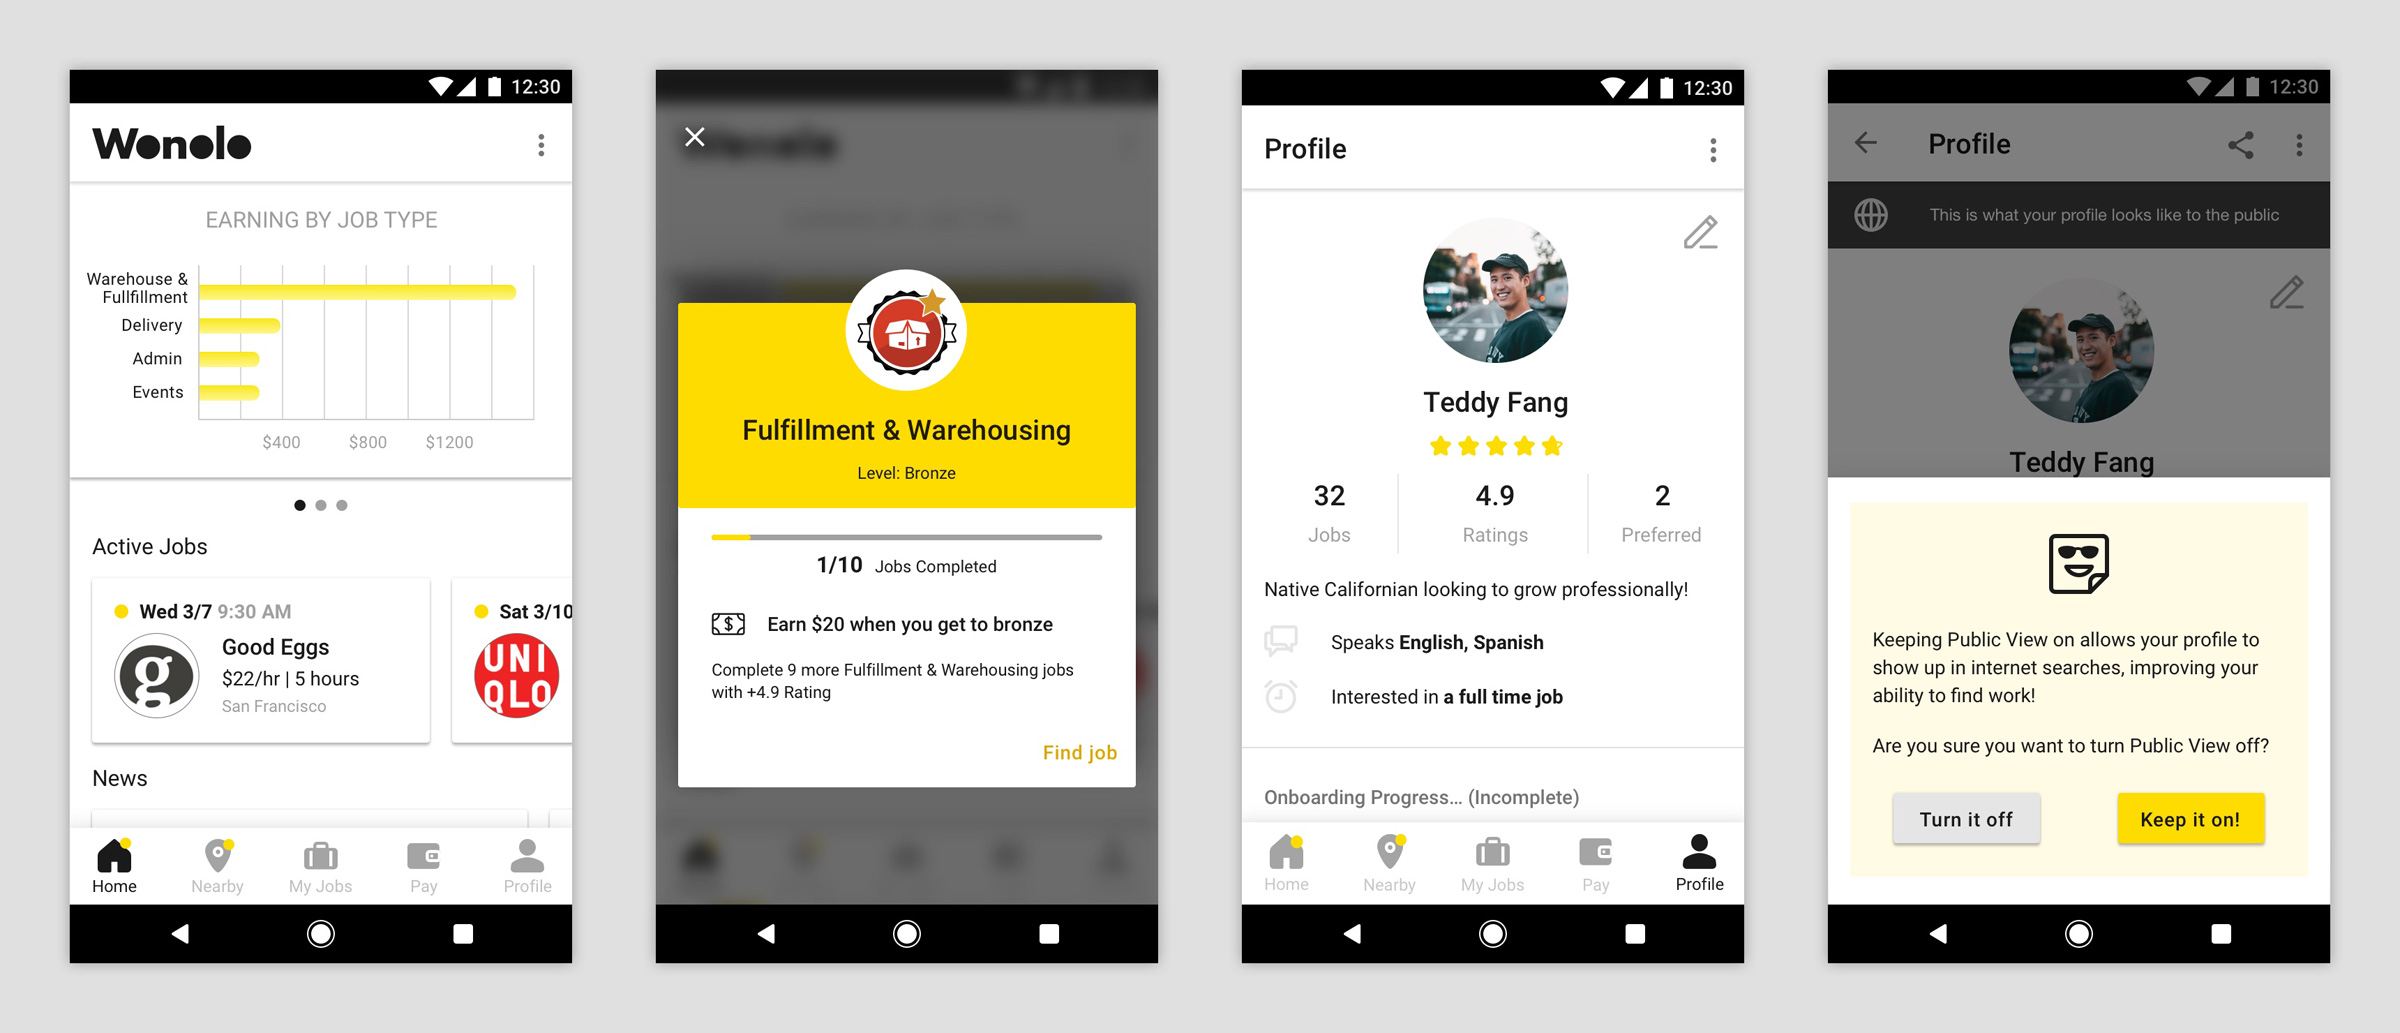 12:30
Wonolo
EARNING BY JOB TYPE
Warehouse &
Fullfillment
Delivery
Admin
Events
$400 $800 $1200
Active Jobs
Wed 3/7 9:30 AM
Good Eggs
$22/hr | 5 hours
San Francisco
g
Sat 3/10
UNI
QLO
News
Home Nearby My Jobs Pay Profile
Fulfillment & Warehousing
Level: Bronze
1/10 Jobs Completed
$
Earn $20 when you get to bronze
Complete 9 more Fulfillment & Warehousing jobs
with +4.9 Rating
Find job
12:30
Profile
Teddy Fang
32 4.9 2
Jobs Ratings Preferred
Native Californian looking to grow professionally!
Speaks English, Spanish
Interested in a full time job
Onboarding Progress... (Incomplete)
Home Nearby My Jobs Pay Profile
12:30
Profile
This is what your profile looks like to the public
Teddy Fang
Keeping Public View on allows your profile to
show up in internet searches, improving your
ability to find work!
Are you sure you want to turn Public View off?
Turn it off Keep it on!